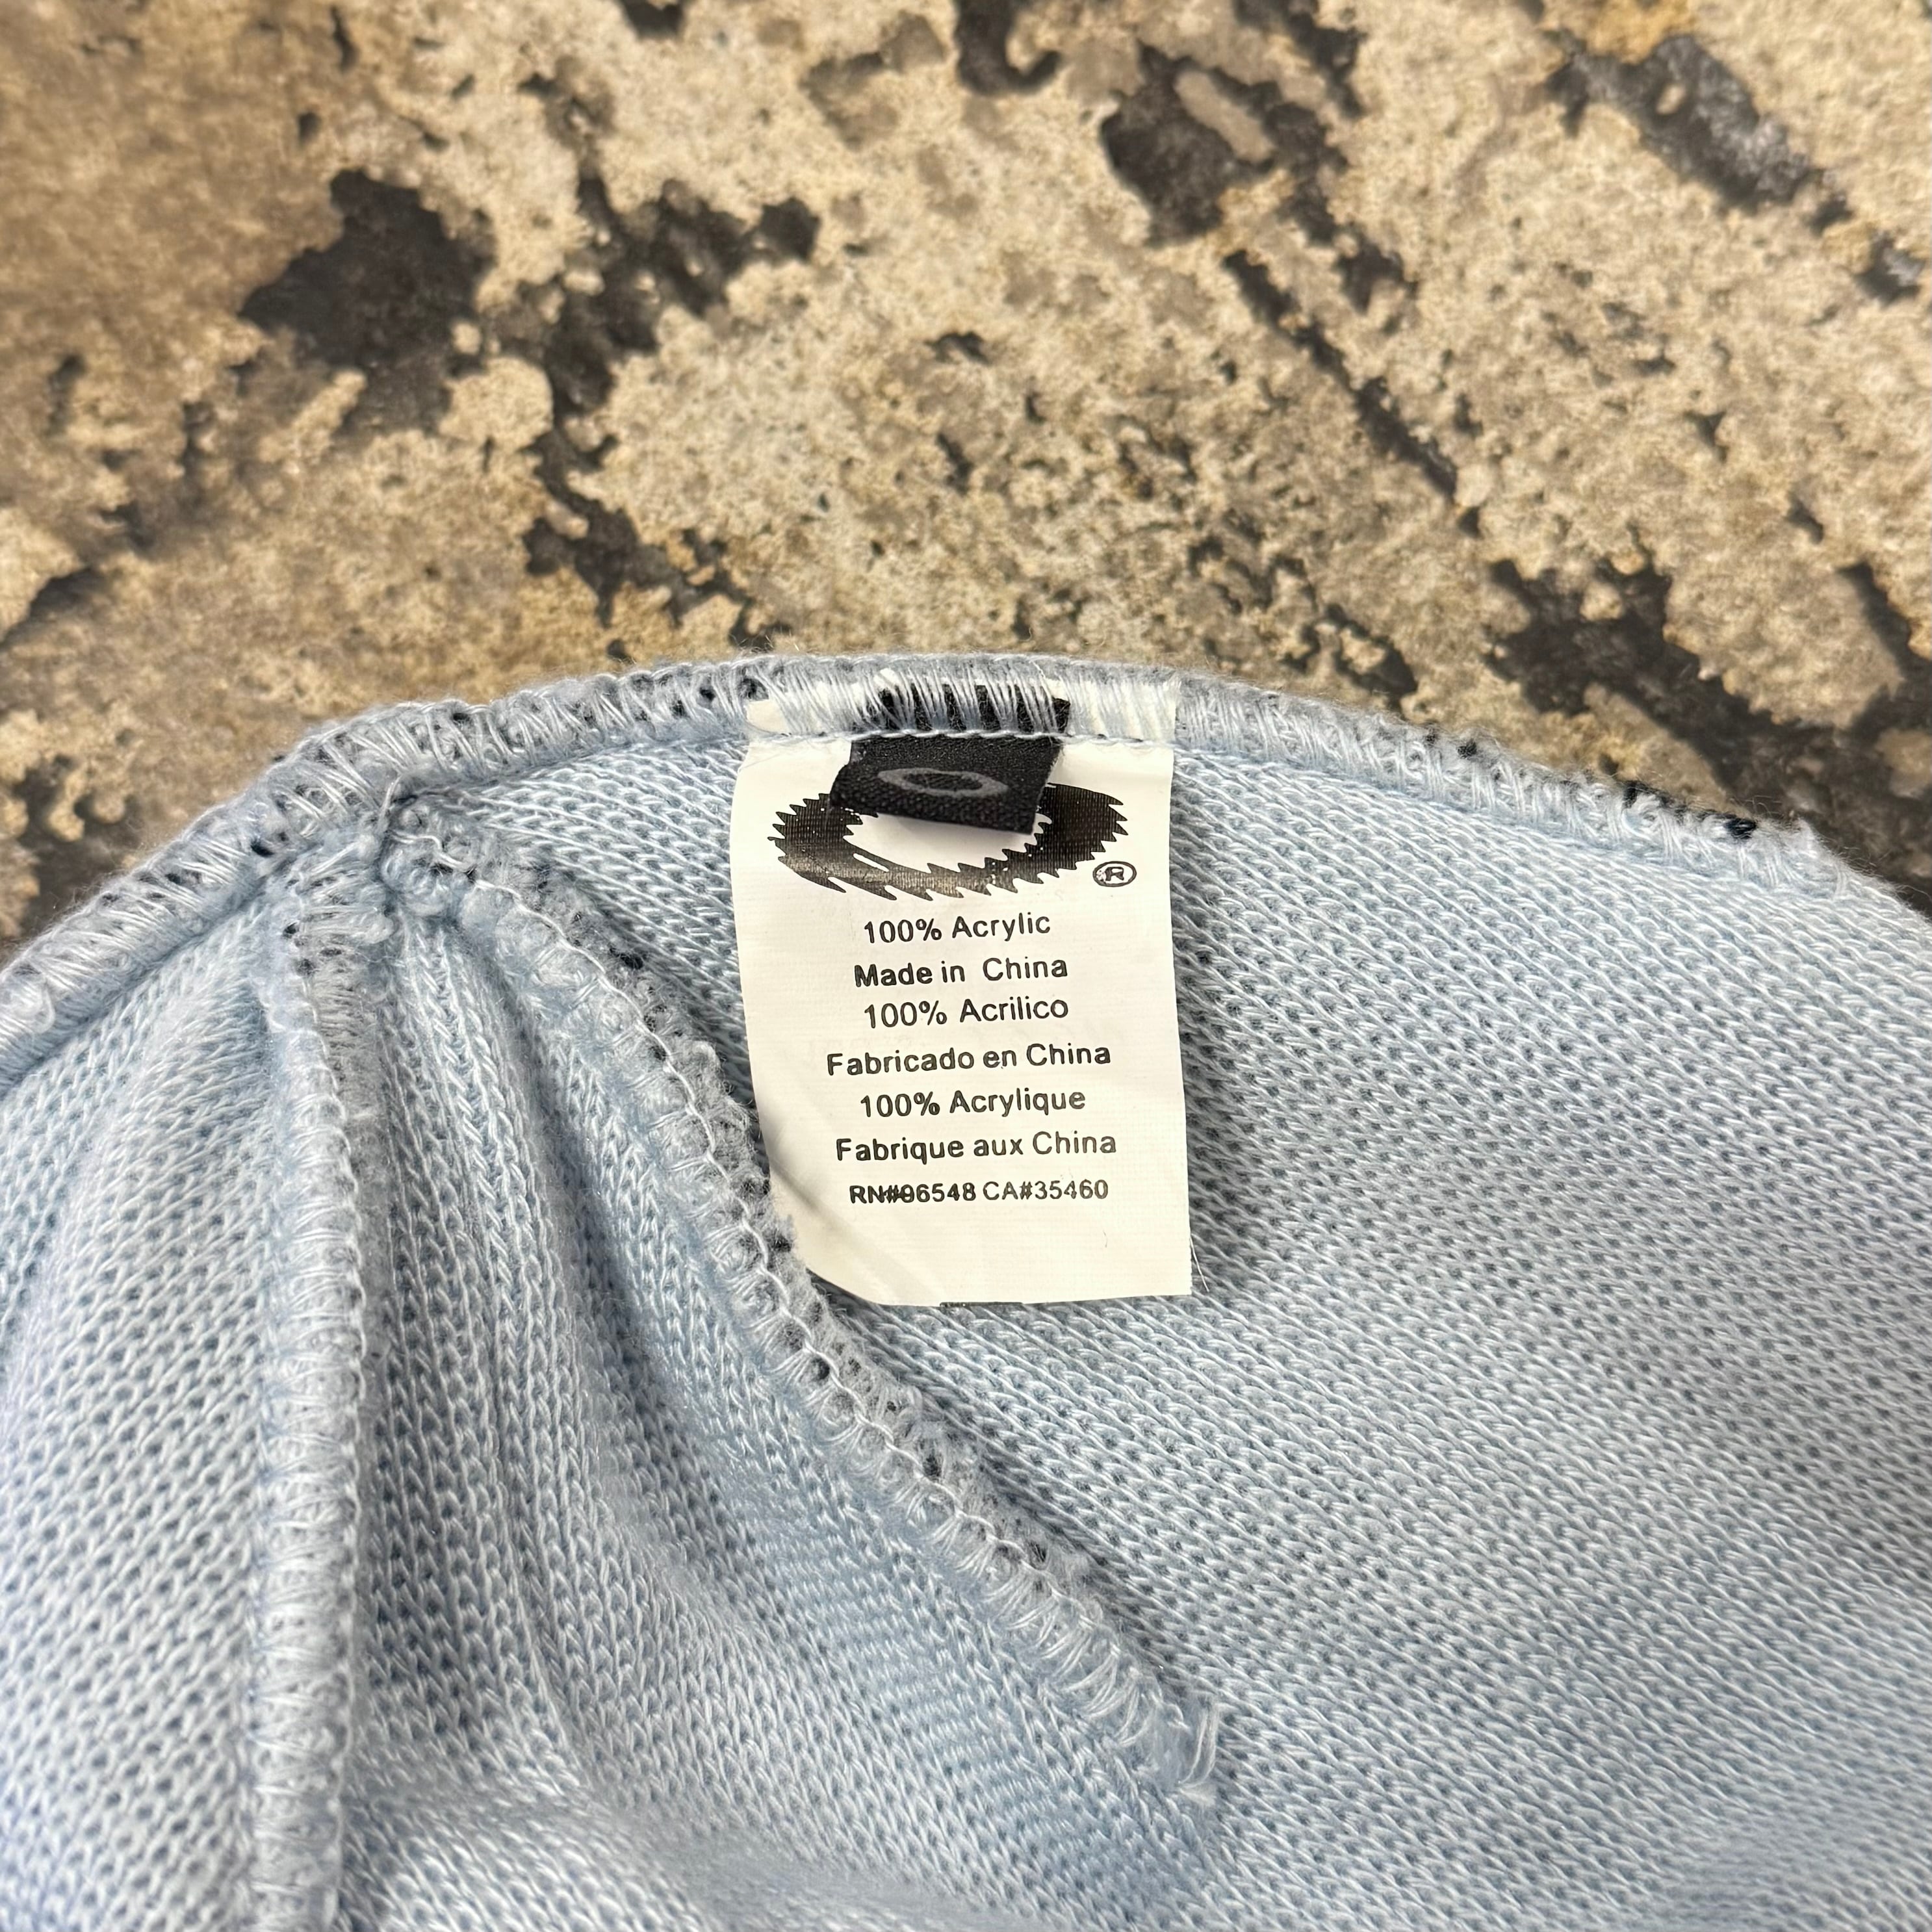 ®
100% Acrylic
Made in China
100% Acrilico
Fabricado en China
100% Acrylique
Fabrique aux China
RN#96548 CA#35460